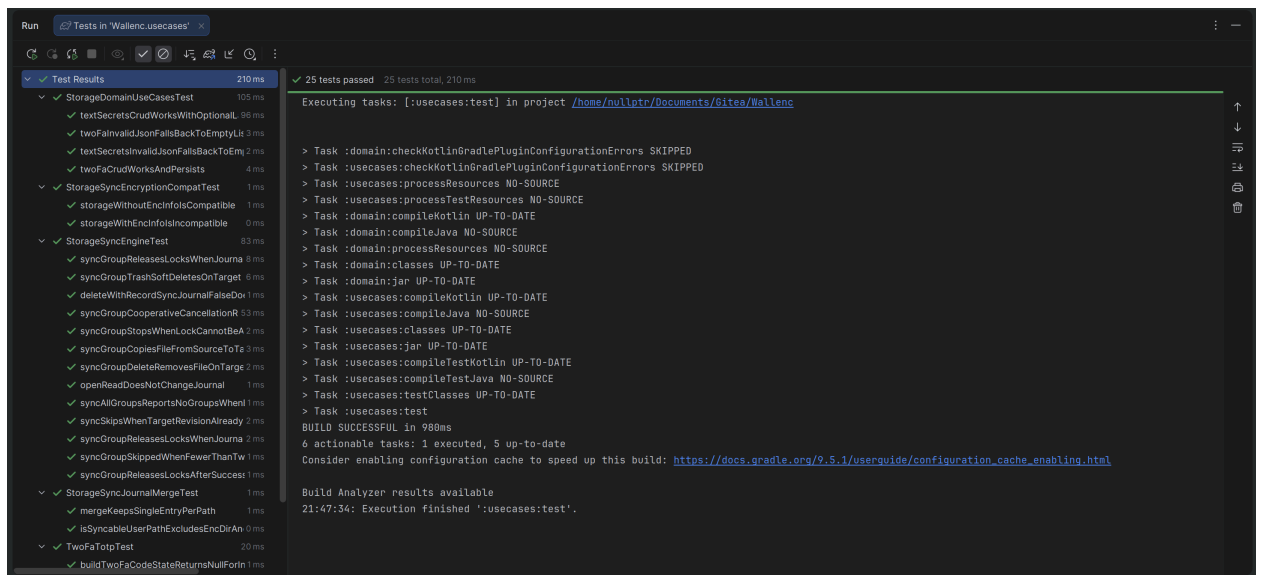 Run Tests in 'Wallenc.usecases'
Test Results 210 ms
StorageDomainUseCasesTest 105 ms
textSecretsCrudWorksWithOptionalL 96 ms
twoFaInvalidJsonFallsBackToEmptyLis 3 ms
textSecretsInvalidJsonFallsBackToEmp 2 ms
twoFaCrudWorksAndPersists 4 ms
StorageSyncEncryptionCompatTest 1 ms
storageWithoutEncInfoIsCompatible 1 ms
storageWithEncInfoIsIncompatible 0 ms
StorageSyncEngineTest 83 ms
syncGroupReleasesLocksWhenJourna 8 ms
syncGroupTrashSoftDeletesOnTarget 6 ms
deleteWithRecordSyncJournalFalseDoe 1 ms
syncGroupCooperativeCancellationR 53 ms
syncGroupStopsWhenLockCannotBeA 2 ms
syncGroupCopiesFileFromSourceToTa 3 ms
syncGroupDeleteRemovesFileOnTarge 2 ms
openReadDoesNotChangeJournal 1 ms
syncAllGroupsReportsNoGroupsWhenI 1 ms
syncSkipsWhenTargetRevisionAlready 2 ms
syncGroupReleasesLocksWhenJourna 2 ms
syncGroupSkippedWhenFewerThanTw 1 ms
syncGroupReleasesLocksAfterSuccess 1 ms
StorageSyncJournalMergeTest 1 ms
mergeKeepsSingleEntryPerPath 1 ms
isSyncableUserPathExcludesEncDirAn 0 ms
TwoFaTotpTest 20 ms
buildTwoFaCodeStateReturnsNullForIn 1 ms
25 tests passed 25 tests total, 210 ms
Executing tasks: [:usecases:test] in project /home/nullptr/Documents/Gitea/Wallenc
> Task :domain:checkKotlinGradlePluginConfigurationErrors SKIPPED
> Task :usecases:checkKotlinGradlePluginConfigurationErrors SKIPPED
> Task :usecases:processResources NO-SOURCE
> Task :usecases:processTestResources NO-SOURCE
> Task :domain:compileKotlin UP-TO-DATE
> Task :domain:compileJava NO-SOURCE
> Task :domain:processResources NO-SOURCE
> Task :domain:classes UP-TO-DATE
> Task :domain:jar UP-TO-DATE
> Task :usecases:compileKotlin UP-TO-DATE
> Task :usecases:compileJava NO-SOURCE
> Task :usecases:classes UP-TO-DATE
> Task :usecases:jar UP-TO-DATE
> Task :usecases:compileTestKotlin UP-TO-DATE
> Task :usecases:compileTestJava NO-SOURCE
> Task :usecases:testClasses UP-TO-DATE
> Task :usecases:test
BUILD SUCCESSFUL in 980ms
6 actionable tasks: 1 executed, 5 up-to-date
Consider enabling configuration cache to speed up this build: https://docs.gradle.org/9.5.1/userguide/configuration_cache_enabling.html
Build Analyzer results available
21:47:34: Execution finished ':usecases:test'.